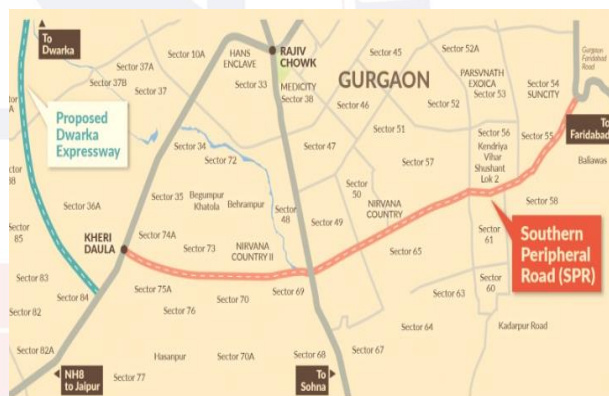 To
Dwarka
Sector 10A
HANS
ENCLAVE
RAJIV
CHOWK
Sector 45
Sector 52A
Gurgaon
Faridabad
Road
Sector 37A
Sector 37B
Sector 37
Sector 33
MEDICITY
Sector 38
GURGAON
PARSVNATH
EXOICA
Sector 53
Sector 54
SUNCITY
Sector 46
Sector 52
Proposed
Dwarka
Expressway
Sector 34
Sector 72
Sector 47
Sector 51
Sector 57
Sector 56
Kendriya
Vihar
Shushant
Lok 2
Sector 55
To
Faridabad
Baliawas
Sector 35
Begumpur
Khatola
Behrampur
Sector
50
NIRVANA
COUNTRY
Sector 36A
Sector
48
Sector 49
Sector 58
Sector
85
Sector 74A
KHERI
DAULA
Sector 73
NIRVANA
COUNTRY II
Sector 65
Sector
61
Southern
Peripheral
Road (SPR)
Sector 83
Sector 84
Sector 75A
Sector 76
Sector 70
Sector 69
Sector 63
Sector
60
Sector 82
Sector 64
Kadarpur Road
Sector 82A
Hasanpur
Sector 70A
Sector 68
Sector 67
NH8
to Jaipur
Sector 77
To
Sohna